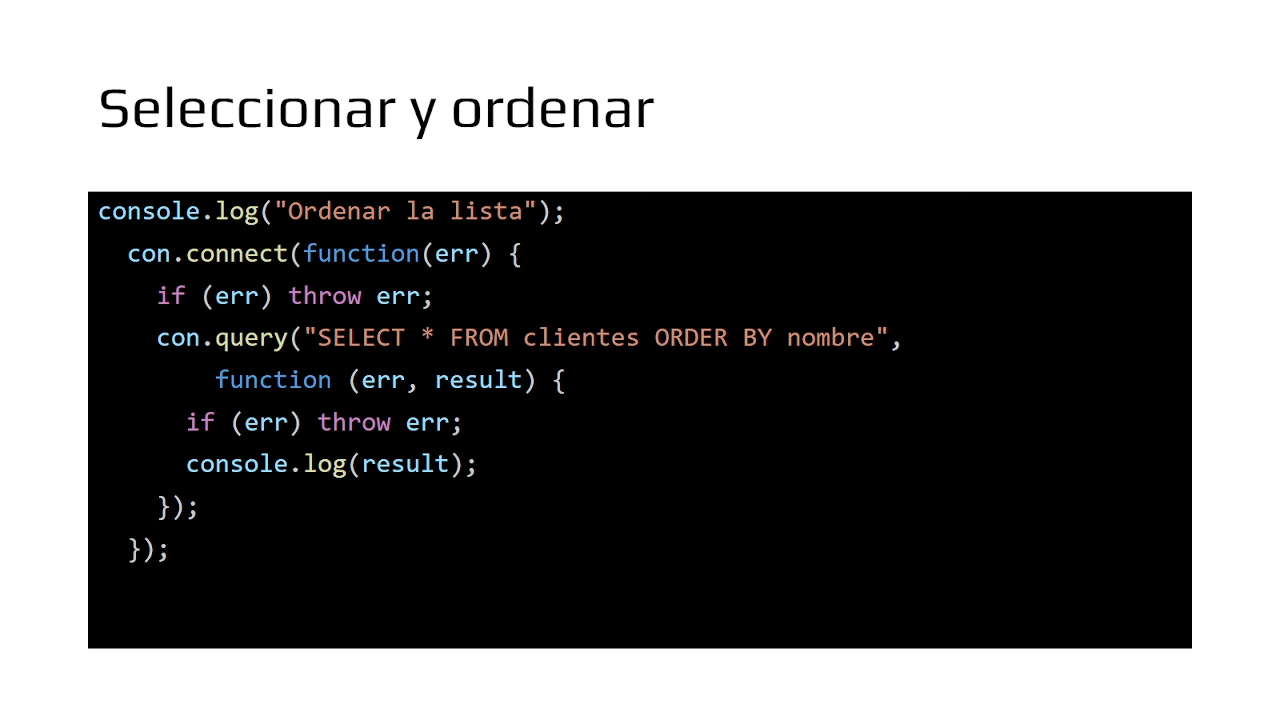 Seleccionar y ordenar
console.log("Ordenar la lista");
  con.connect(function(err) {
    if (err) throw err;
    con.query("SELECT * FROM clientes ORDER BY nombre",
        function (err, result) {
      if (err) throw err;
      console.log(result);
    });
  });